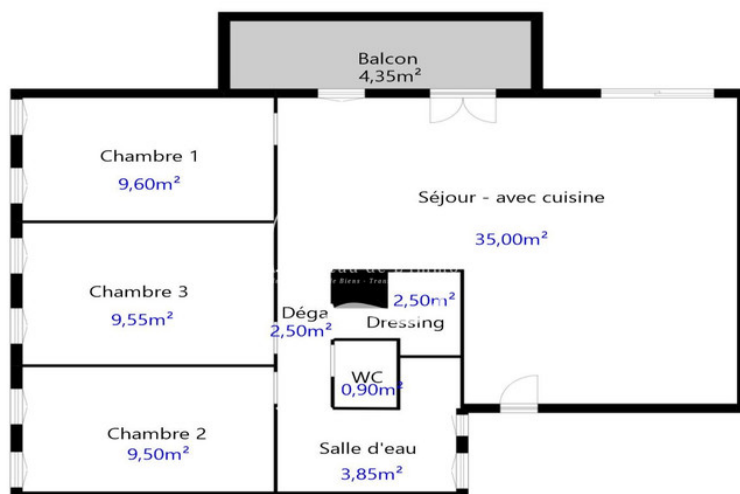 Balcon
4,35m²
Chambre 1
9,60m²
Séjour - avec cuisine
35,00m²
Chambre 3
9,55m²
Déga
2,50m²
2,50m²
Dressing
WC
0,90m²
Chambre 2
9,50m²
Salle d'eau
3,85m²